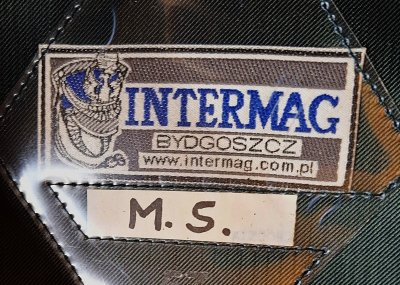 INTERMAG
BYDGOSZCZ
www.intermag.com.pl
M. S.